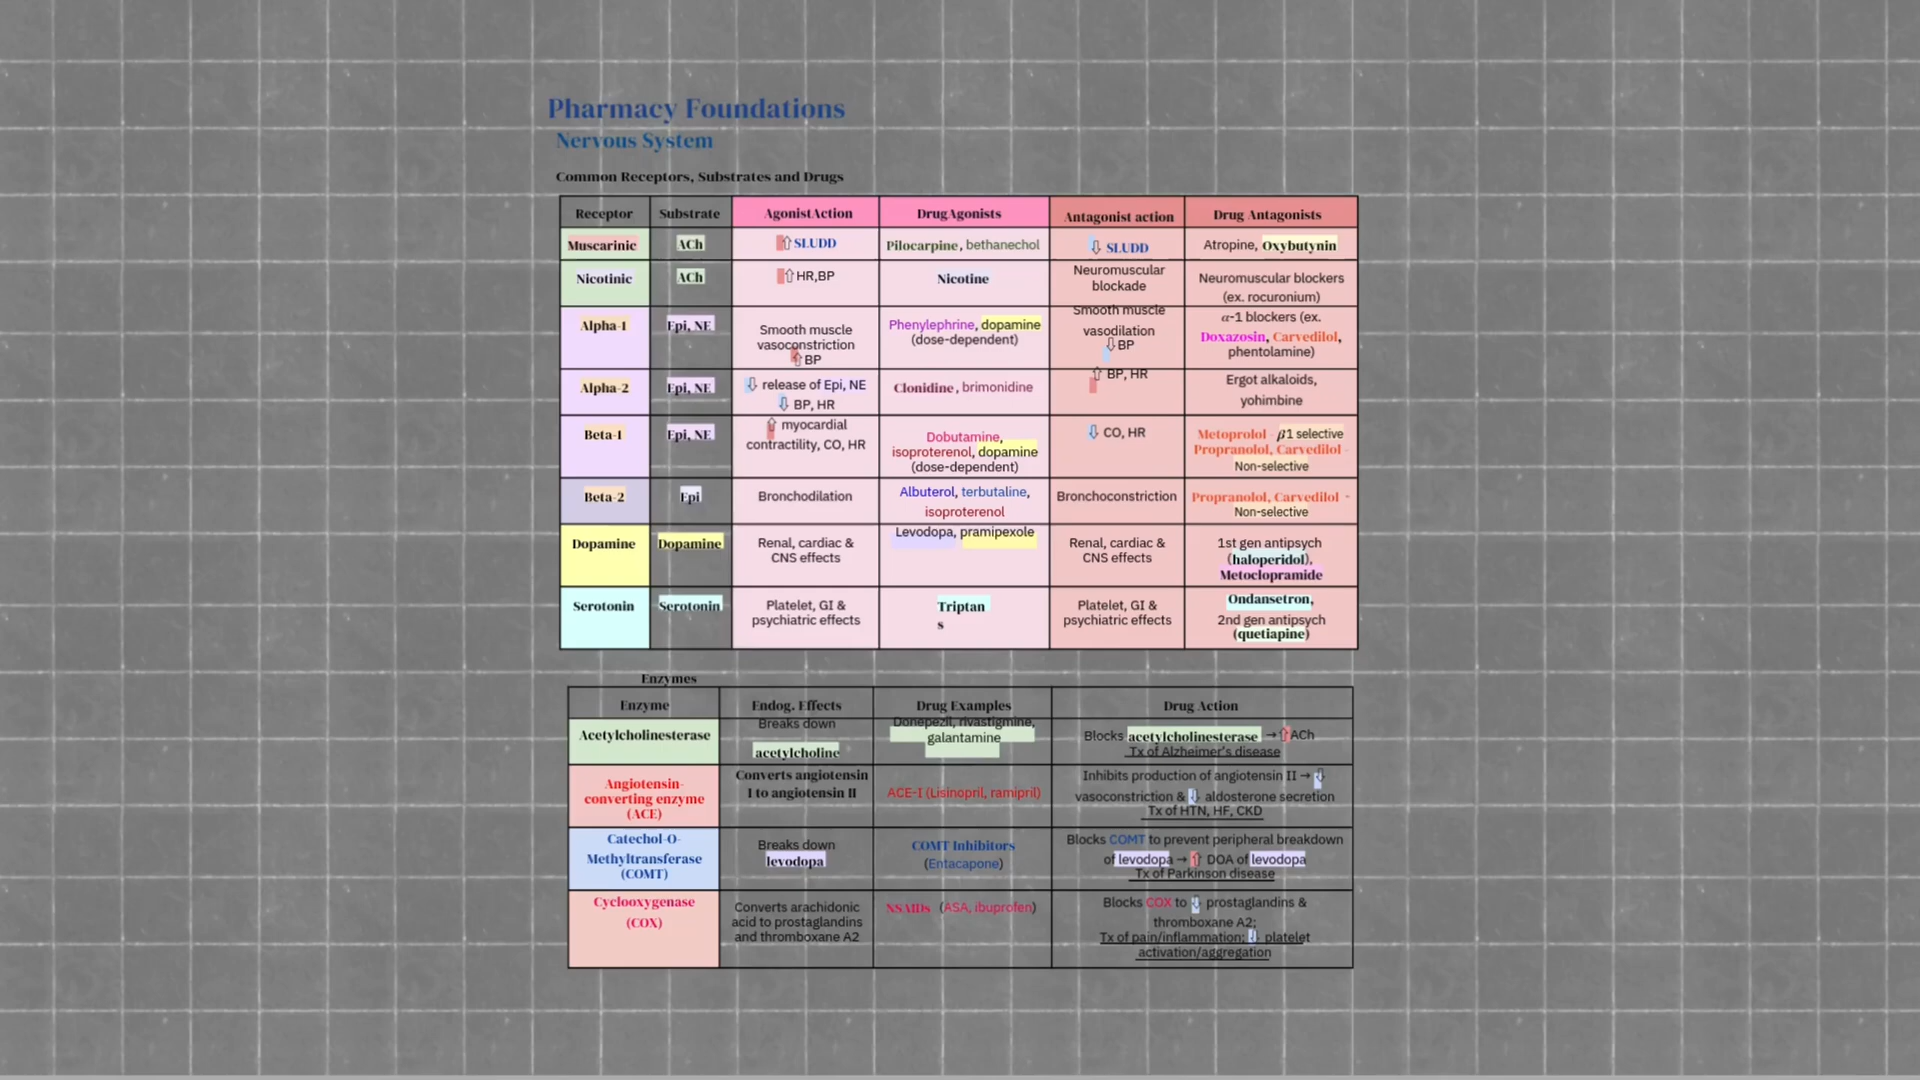 Pharmacy Foundations
Nervous System
Common Receptors, Substrates and Drugs
Receptor Substrate AgonistAction DrugAgonists Antagonist action Drug Antagonists
Muscarinic ACh ⇧ SLUDD Pilocarpine, bethanechol ⇩ SLUDD Atropine, Oxybutynin
Nicotinic ACh ⇧ HR,BP Nicotine
Neuromuscular
blockade
Neuromuscular blockers
(ex. rocuronium)
Alpha-1 Epi, NE
Smooth muscle
vasoconstriction
⇧ BP
Phenylephrine, dopamine
(dose-dependent)
Smooth muscle
vasodilation
⇩ BP
α-1 blockers (ex.
Doxazosin, Carvedilol,
phentolamine)
Alpha-2 Epi, NE
⇩ release of Epi, NE
⇩ BP, HR
Clonidine, brimonidine
⇧ BP, HR
Ergot alkaloids,
yohimbine
Beta-1 Epi, NE
⇧ myocardial
contractility, CO, HR
Dobutamine,
isoproterenol, dopamine
(dose-dependent)
⇩ CO, HR
Metoprolol - β1 selective
Propranolol, Carvedilol -
Non-selective
Beta-2 Epi Bronchodilation
Albuterol, terbutaline,
isoproterenol
Bronchoconstriction
Propranolol, Carvedilol -
Non-selective
Dopamine Dopamine
Renal, cardiac &
CNS effects
Levodopa, pramipexole
Renal, cardiac &
CNS effects
1st gen antipsych
(haloperidol),
Metoclopramide
Serotonin Serotonin
Platelet, GI &
psychiatric effects
Triptan
s
Platelet, GI &
psychiatric effects
Ondansetron,
2nd gen antipsych
(quetiapine)
Enzymes
Enzyme Endog. Effects Drug Examples Drug Action
Acetylcholinesterase
Breaks down
acetylcholine
Donepezil, rivastigmine,
galantamine
Blocks acetylcholinesterase → ⇧ ACh
Tx of Alzheimer's disease
Angiotensin-
converting enzyme
(ACE)
Converts angiotensin
I to angiotensin II
ACE-I (Lisinopril, ramipril)
Inhibits production of angiotensin II → ⇩
vasoconstriction & ⇩ aldosterone secretion
Tx of HTN, HF, CKD
Catechol-O-
Methyltransferase
(COMT)
Breaks down
levodopa
COMT Inhibitors
(Entacapone)
Blocks COMT to prevent peripheral breakdown
of levodopa → ⇧ DOA of levodopa
Tx of Parkinson disease
Cyclooxygenase
(COX)
Converts arachidonic
acid to prostaglandins
and thromboxane A2
NSAIDs (ASA, ibuprofen)
Blocks COX to ⇩ prostaglandins &
thromboxane A2;
Tx of pain/inflammation; ⇩ platelet
activation/aggregation